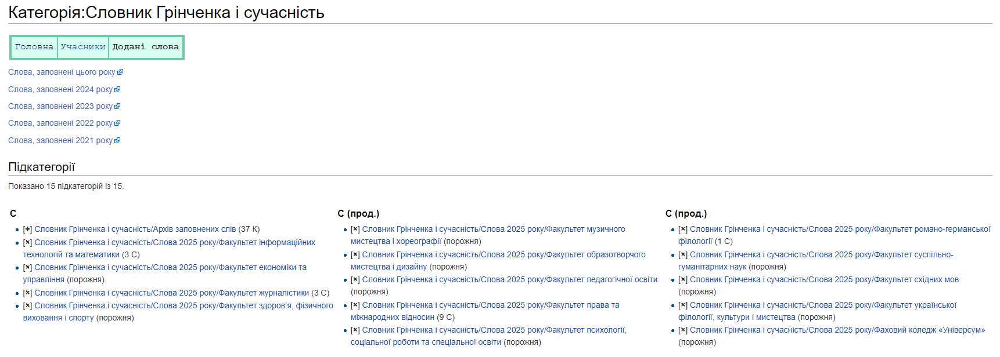 Категорія:Словник Грінченка і сучасність
Головна Учасники Додані слова
Слова, заповнені цього року
Слова, заповнені 2024 року
Слова, заповнені 2023 року
Слова, заповнені 2022 року
Слова, заповнені 2021 року
Підкатегорії
Показано 15 підкатегорій із 15.
С
[+] Словник Грінченка і сучасність/Архів заповнених слів (37 К)
[×] Словник Грінченка і сучасність/Слова 2025 року/Факультет інформаційних
технологій та математики (3 С)
[×] Словник Грінченка і сучасність/Слова 2025 року/Факультет економіки та
управління (порожня)
[×] Словник Грінченка і сучасність/Слова 2025 року/Факультет журналістики (3 С)
[×] Словник Грінченка і сучасність/Слова 2025 року/Факультет здоров’я, фізичного
виховання і спорту (порожня)
С (прод.)
[×] Словник Грінченка і сучасність/Слова 2025 року/Факультет музичного
мистецтва і хореографії (порожня)
[×] Словник Грінченка і сучасність/Слова 2025 року/Факультет образотворчого
мистецтва і дизайну (порожня)
[×] Словник Грінченка і сучасність/Слова 2025 року/Факультет педагогічної освіти
(порожня)
[×] Словник Грінченка і сучасність/Слова 2025 року/Факультет права та
міжнародних відносин (9 С)
[×] Словник Грінченка і сучасність/Слова 2025 року/Факультет психології,
соціальної роботи та спеціальної освіти (порожня)
С (прод.)
[×] Словник Грінченка і сучасність/Слова 2025 року/Факультет романо-германської
філології (1 С)
[×] Словник Грінченка і сучасність/Слова 2025 року/Факультет суспільно-
гуманітарних наук (порожня)
[×] Словник Грінченка і сучасність/Слова 2025 року/Факультет східних мов
(порожня)
[×] Словник Грінченка і сучасність/Слова 2025 року/Факультет української
філології, культури і мистецтва (порожня)
[×] Словник Грінченка і сучасність/Слова 2025 року/Фаховий коледж «Універсум»
(порожня)